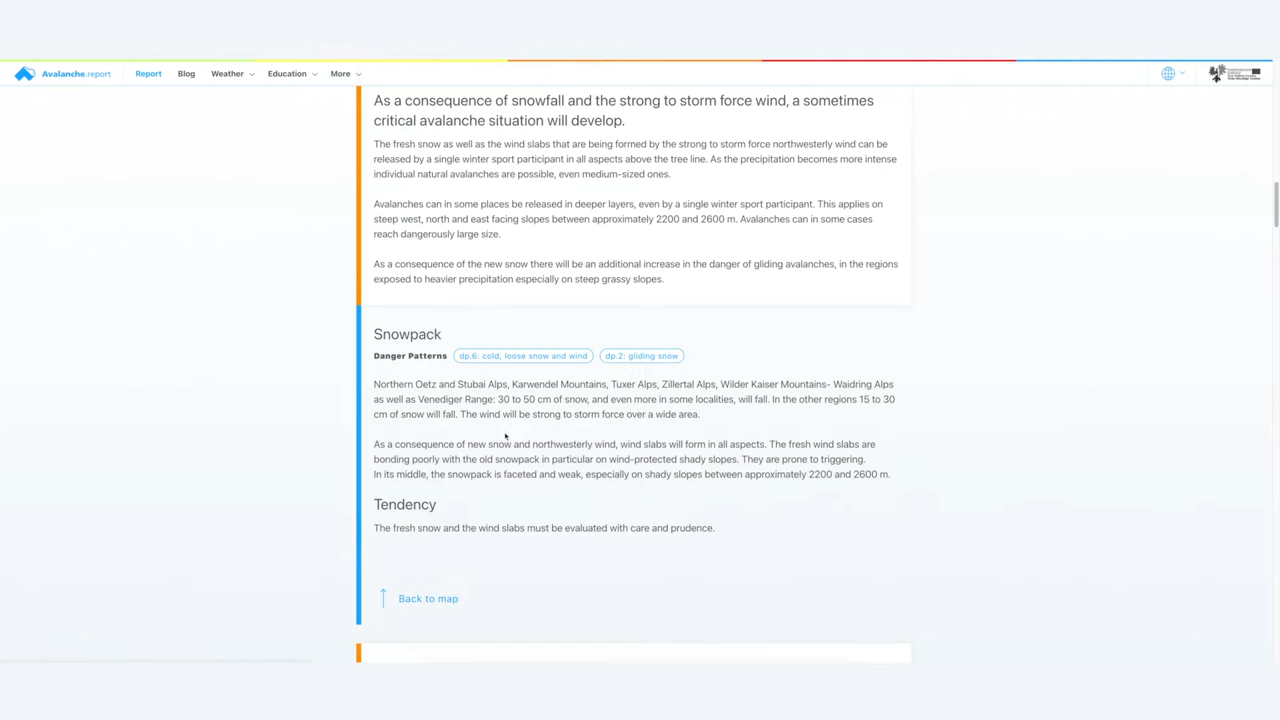 Avalanche.report
Report
Blog
Weather
Education
More
As a consequence of snowfall and the strong to storm force wind, a sometimes
critical avalanche situation will develop.
The fresh snow as well as the wind slabs that are being formed by the strong to storm force northwesterly wind can be
released by a single winter sport participant in all aspects above the tree line. As the precipitation becomes more intense
individual natural avalanches are possible, even medium-sized ones.
Avalanches can in some places be released in deeper layers, even by a single winter sport participant. This applies on
steep west, north and east facing slopes between approximately 2200 and 2600 m. Avalanches can in some cases
reach dangerously large size.
As a consequence of the new snow there will be an additional increase in the danger of gliding avalanches, in the regions
exposed to heavier precipitation especially on steep grassy slopes.
Snowpack
Danger Patterns
dp.6: cold, loose snow and wind
dp.2: gliding snow
Northern Oetz and Stubai Alps, Karwendel Mountains, Tuxer Alps, Zillertal Alps, Wilder Kaiser Mountains- Waidring Alps
as well as Venediger Range: 30 to 50 cm of snow, and even more in some localities, will fall. In the other regions 15 to 30
cm of snow will fall. The wind will be strong to storm force over a wide area.
As a consequence of new snow and northwesterly wind, wind slabs will form in all aspects. The fresh wind slabs are
bonding poorly with the old snowpack in particular on wind-protected shady slopes. They are prone to triggering.
In its middle, the snowpack is faceted and weak, especially on shady slopes between approximately 2200 and 2600 m.
Tendency
The fresh snow and the wind slabs must be evaluated with care and prudence.
Back to map